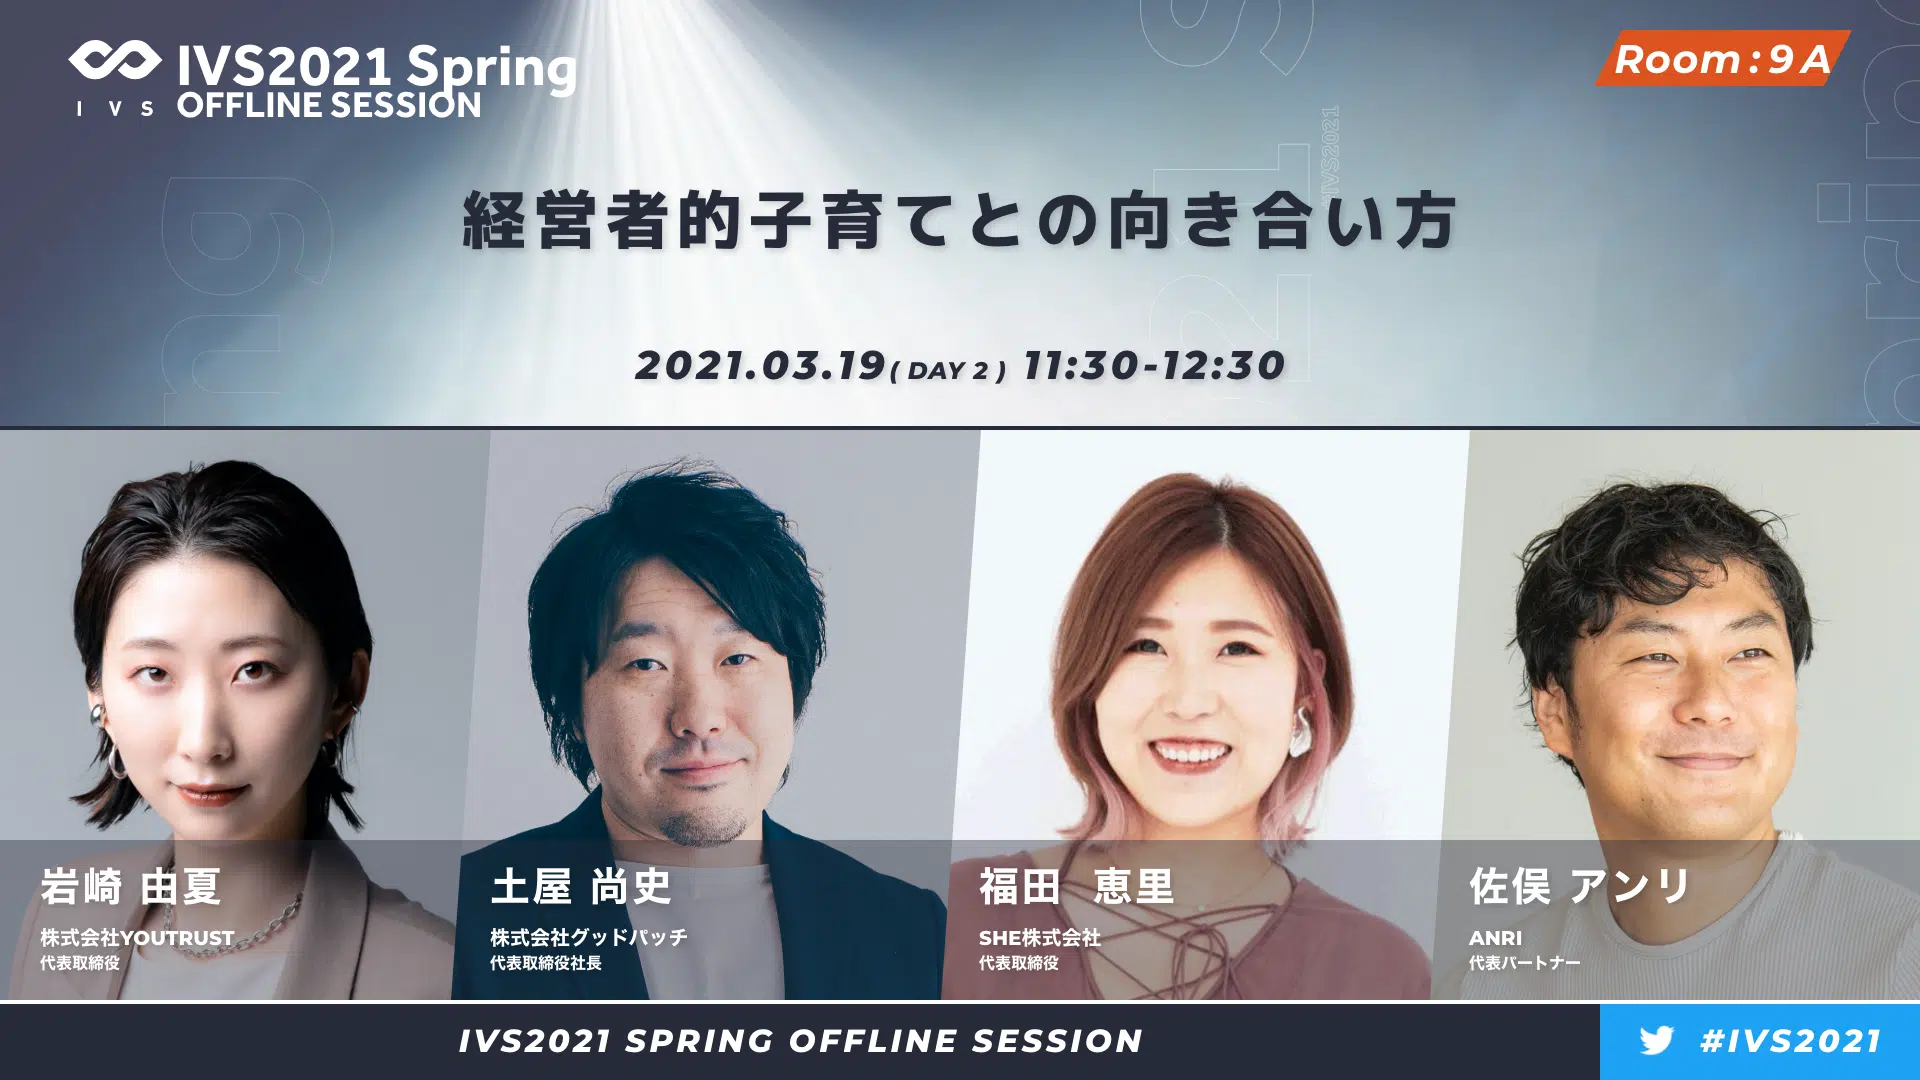 IVS
IVS2021 Spring
OFFLINE SESSION
Room:9A
#IVS2021
経営者的子育てとの向き合い方
2021.03.19( DAY 2 ) 11:30-12:30
岩崎 由夏
株式会社YOUTRUST
代表取締役
土屋 尚史
株式会社グッドパッチ
代表取締役社長
福田 恵里
SHE株式会社
代表取締役
佐俣 アンリ
ANRI
代表パートナー
IVS2021 SPRING OFFLINE SESSION
#IVS2021